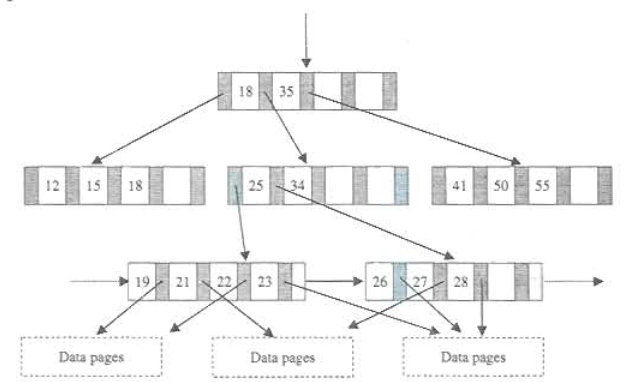 18 35
12 15 18 25 34 41 50 55
19 21 22 23 26 27 28
Data pages Data pages Data pages